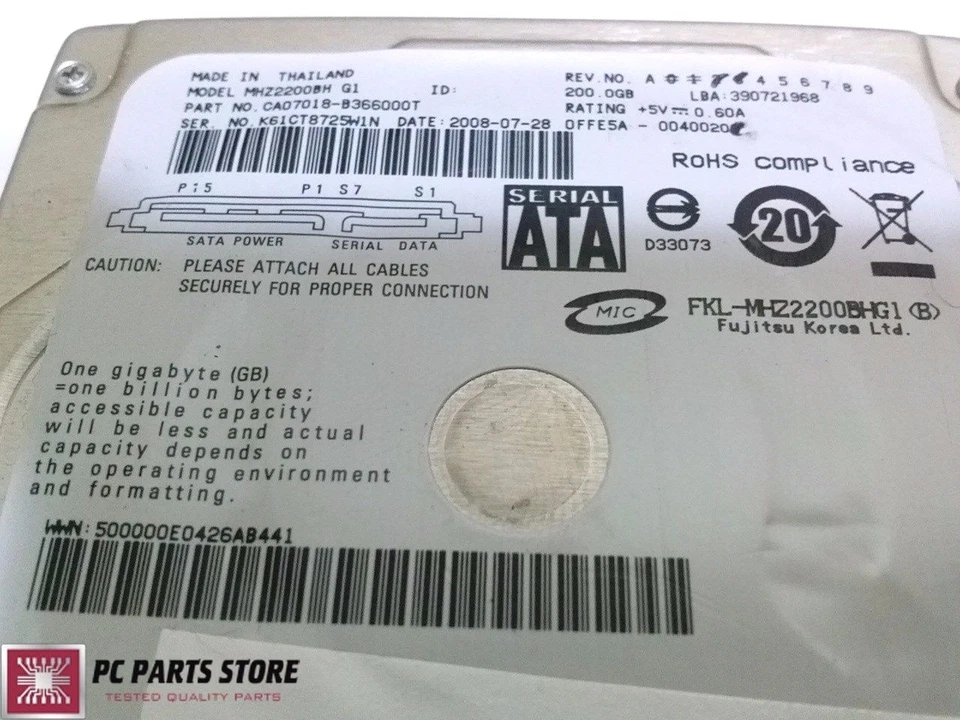 MADE IN THAILAND
MODEL MHZ2200BH G1 ID:
PART NO. CA07018-B366000T
SER. NO. K61CT8725W1N DATE: 2008-07-28
REV.NO. A 4 5 6 7 8 9
200.0GB LBA:390721968
RATING +5V⎓ 0.60A
0FFE5A - 0040020
RoHS compliance
P15 P1 S7 S1
SATA POWER SERIAL DATA
SERIAL
ATA
D33073
20
CAUTION: PLEASE ATTACH ALL CABLES
SECURELY FOR PROPER CONNECTION
MIC
FKL-MHZ2200BHG1(B)
Fujitsu Korea Ltd.
One gigabyte (GB)
=one billion bytes;
accessible capacity
will be less and actual
capacity depends on
the operating environment
and formatting.
WWN: 500000E0426AB441
PC PARTS STORE
TESTED QUALITY PARTS